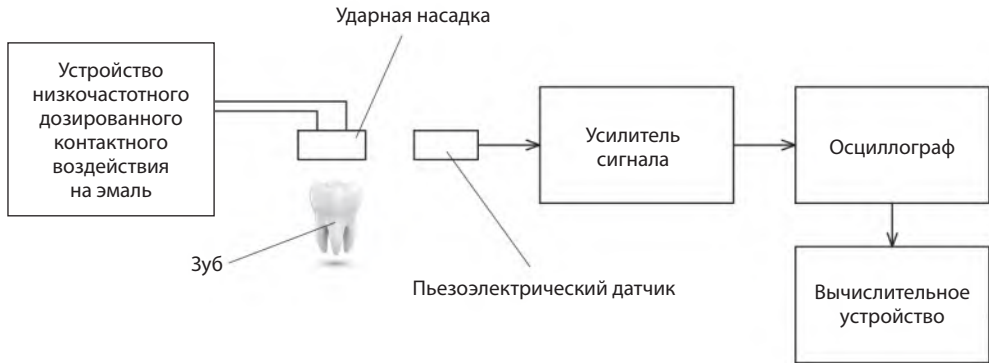 Ударная насадка
Устройство
низкочастотного
дозированного
контактного
воздействия
на эмаль
Усилитель
сигнала
Осциллограф
Зуб
Пьезоэлектрический датчик
Вычислительное
устройство